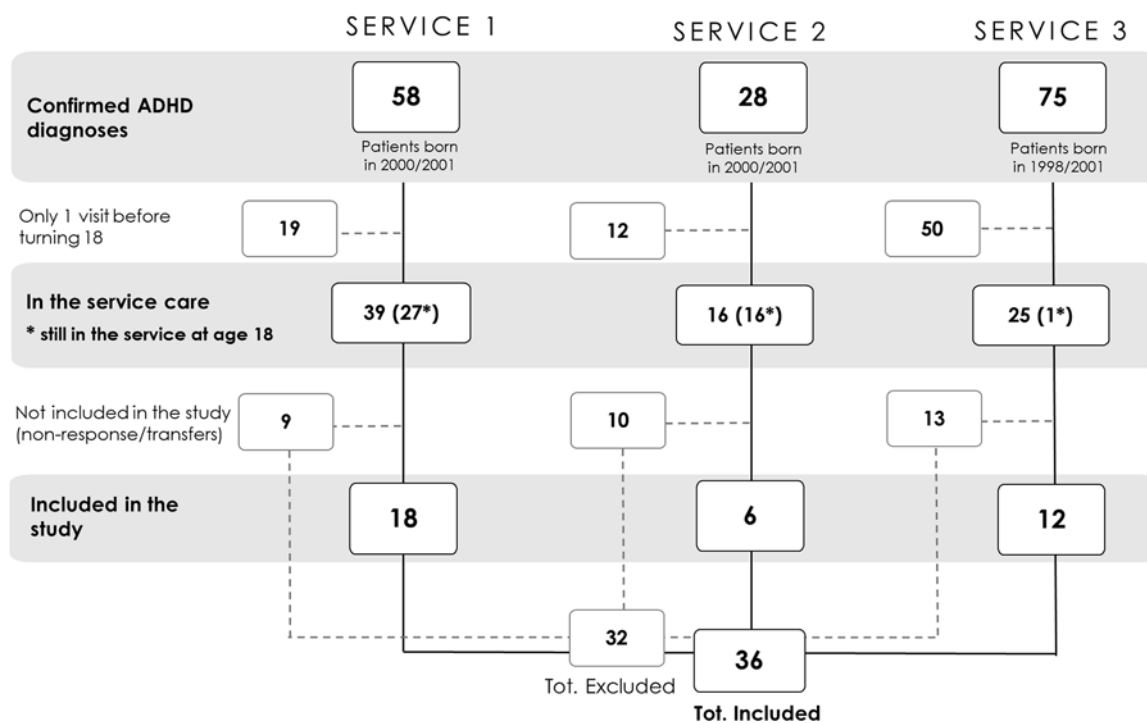 SERVICE 1
SERVICE 2
SERVICE 3
Confirmed ADHD
diagnoses
58
28
75
Patients born
in 2000/2001
Patients born
in 2000/2001
Patients born
in 1998/2001
Only 1 visit before
turning 18
19
12
50
In the service care
* still in the service at age 18
39 (27*)
16 (16*)
25 (1*)
Not included in the study
(non-response/transfers)
9
10
13
Included in the
study
18
6
12
32
36
Tot. Excluded
Tot. Included